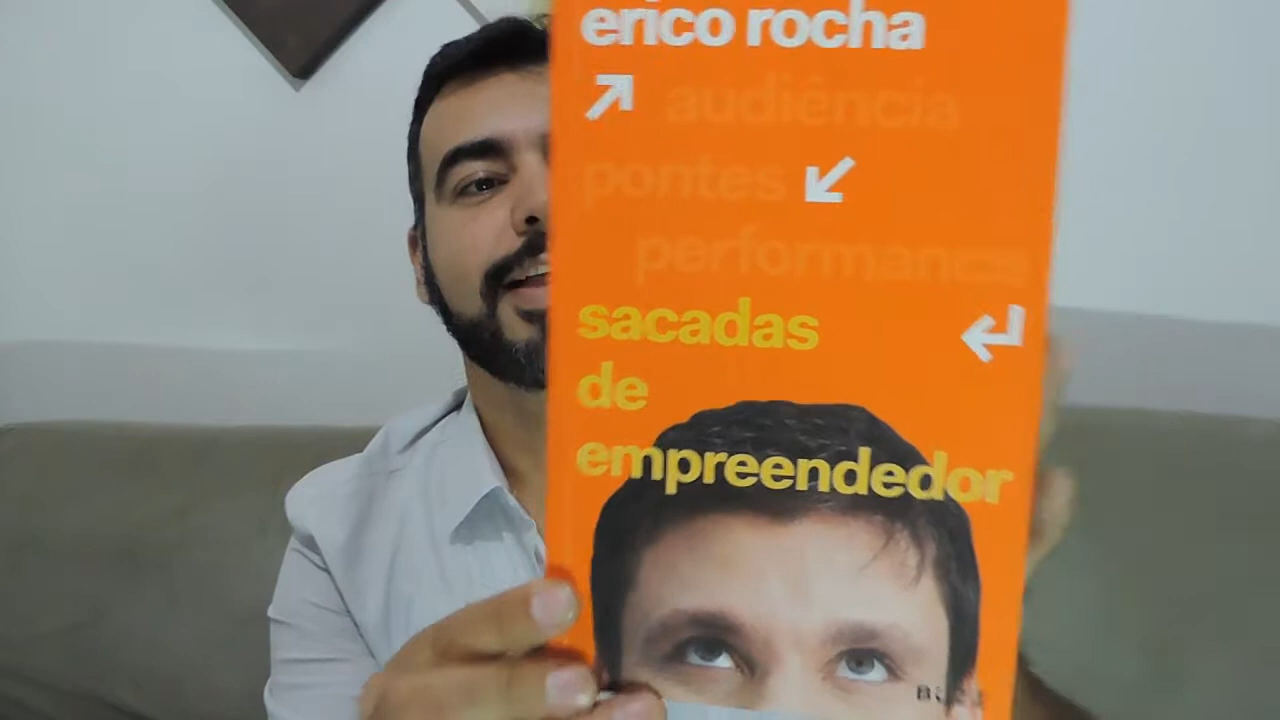 erico rocha
audiência
pontes
performance
sacadas
de
empreendedor